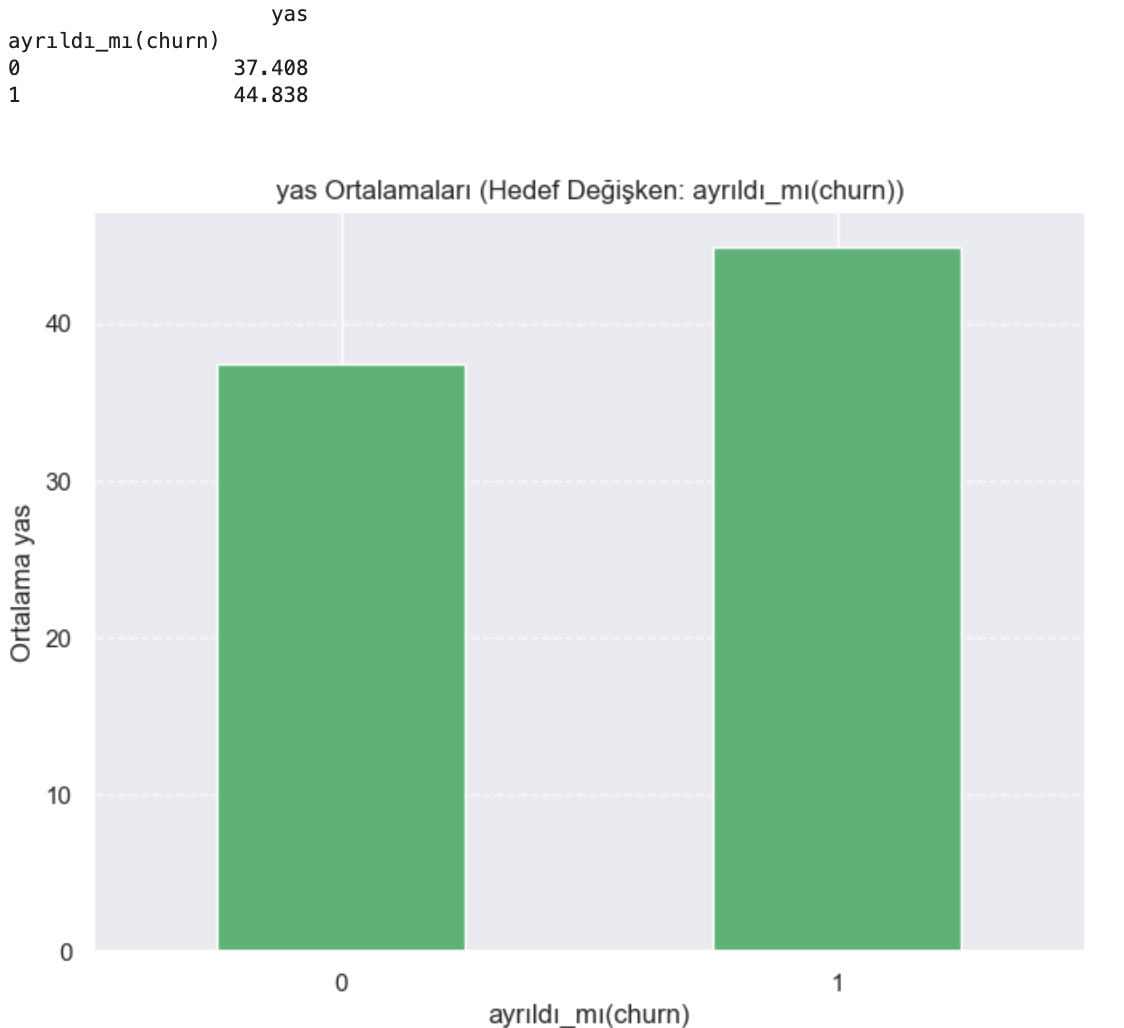 yas
ayrıldı_mı(churn)
0 37.408
1 44.838
yas Ortalamaları (Hedef Değişken: ayrıldı_mı(churn))
Ortalama yas
40
30
20
10
0
0 1
ayrıldı_mı(churn)